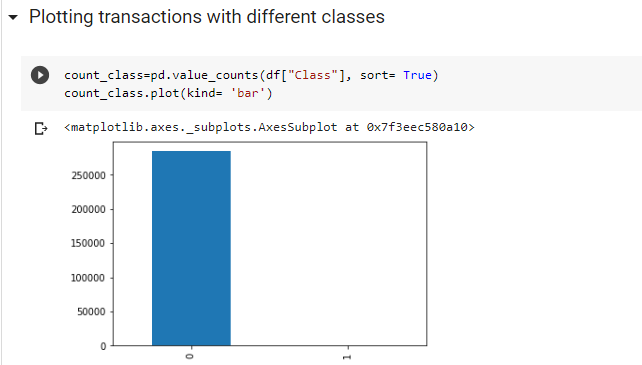 Plotting transactions with different classes
count_class=pd.value_counts(df["Class"], sort= True)
count_class.plot(kind= 'bar')
<matplotlib.axes._subplots.AxesSubplot at 0x7f3eec580a10>
250000
200000
150000
100000
50000
0
0
1